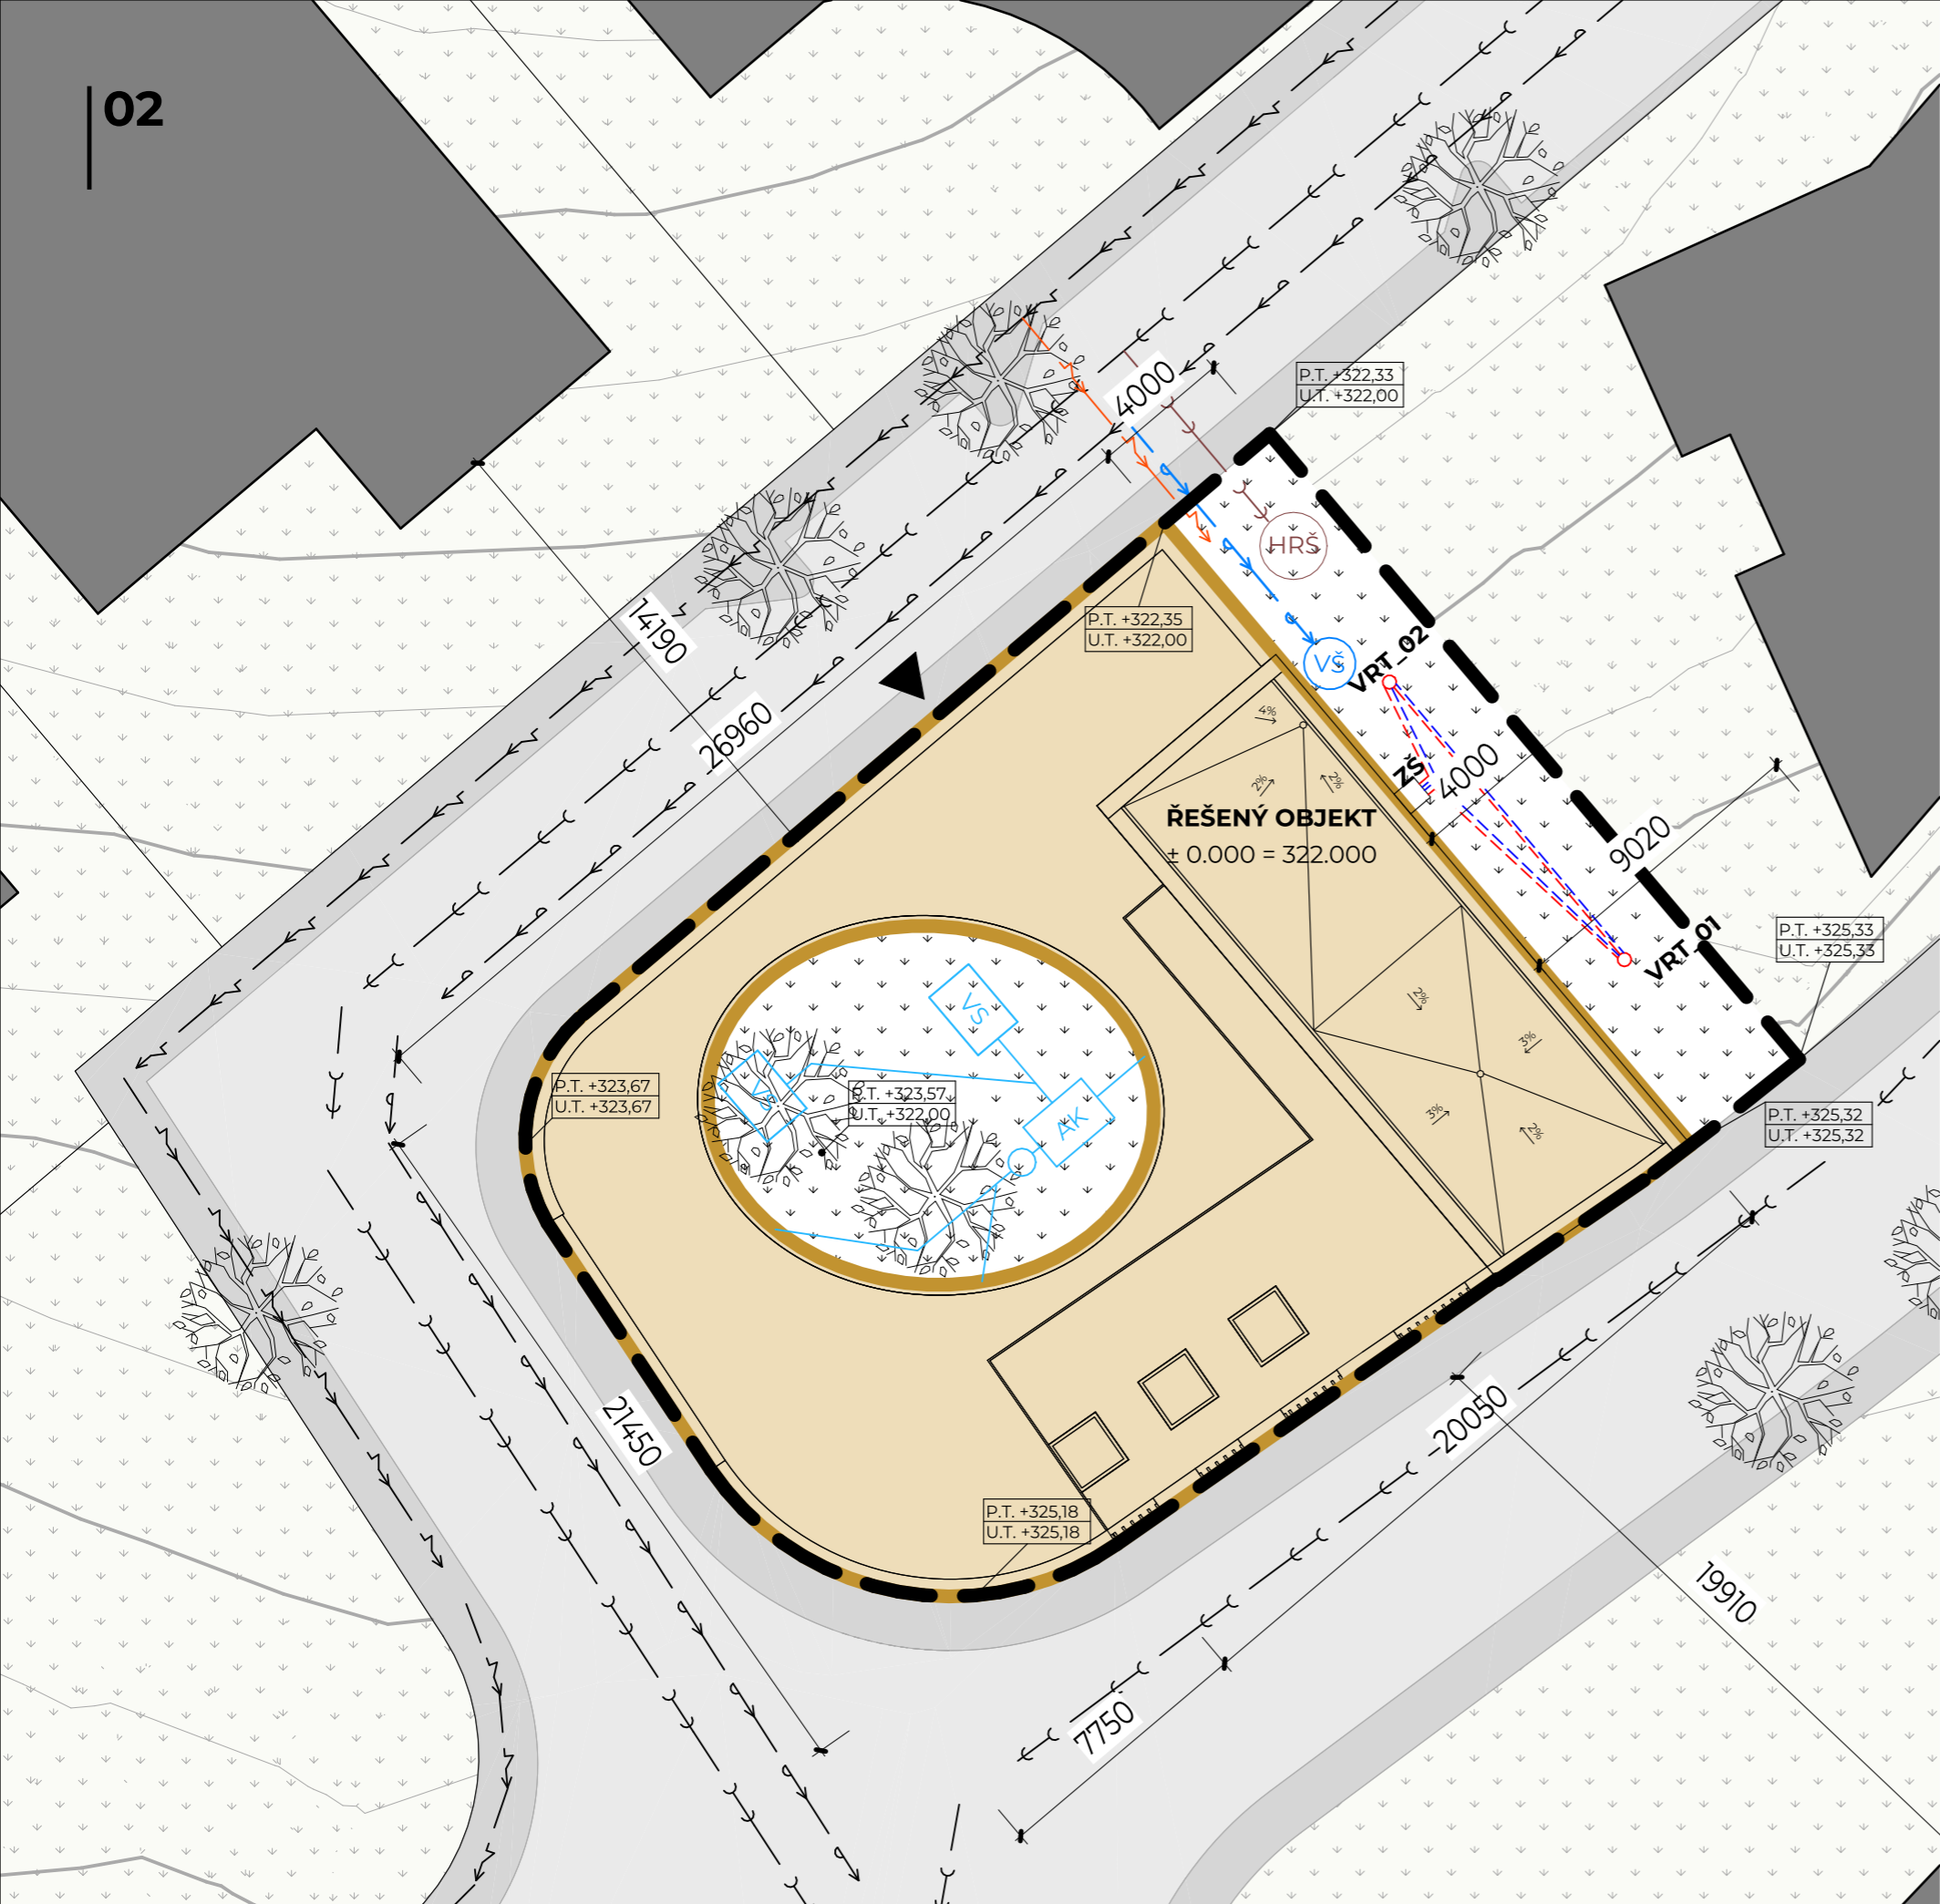 02
4000
P.T. +322,33
U.T. +322,00
HRŠ
14190
P.T. +322,35
U.T. +322,00
VŠ
VRT_02
26960
4%
2%
2%
ZŠ
4000
ŘEŠENÝ OBJEKT
± 0.000 = 322.000
9020
VRT_01
P.T. +325,33
U.T. +325,33
VS
2%
3%
P.T. +323,67
U.T. +323,67
VS
P.T. +323,57
U.T. +322,00
AK
3%
2%
P.T. +325,32
U.T. +325,32
21450
20050
P.T. +325,18
U.T. +325,18
19910
7750